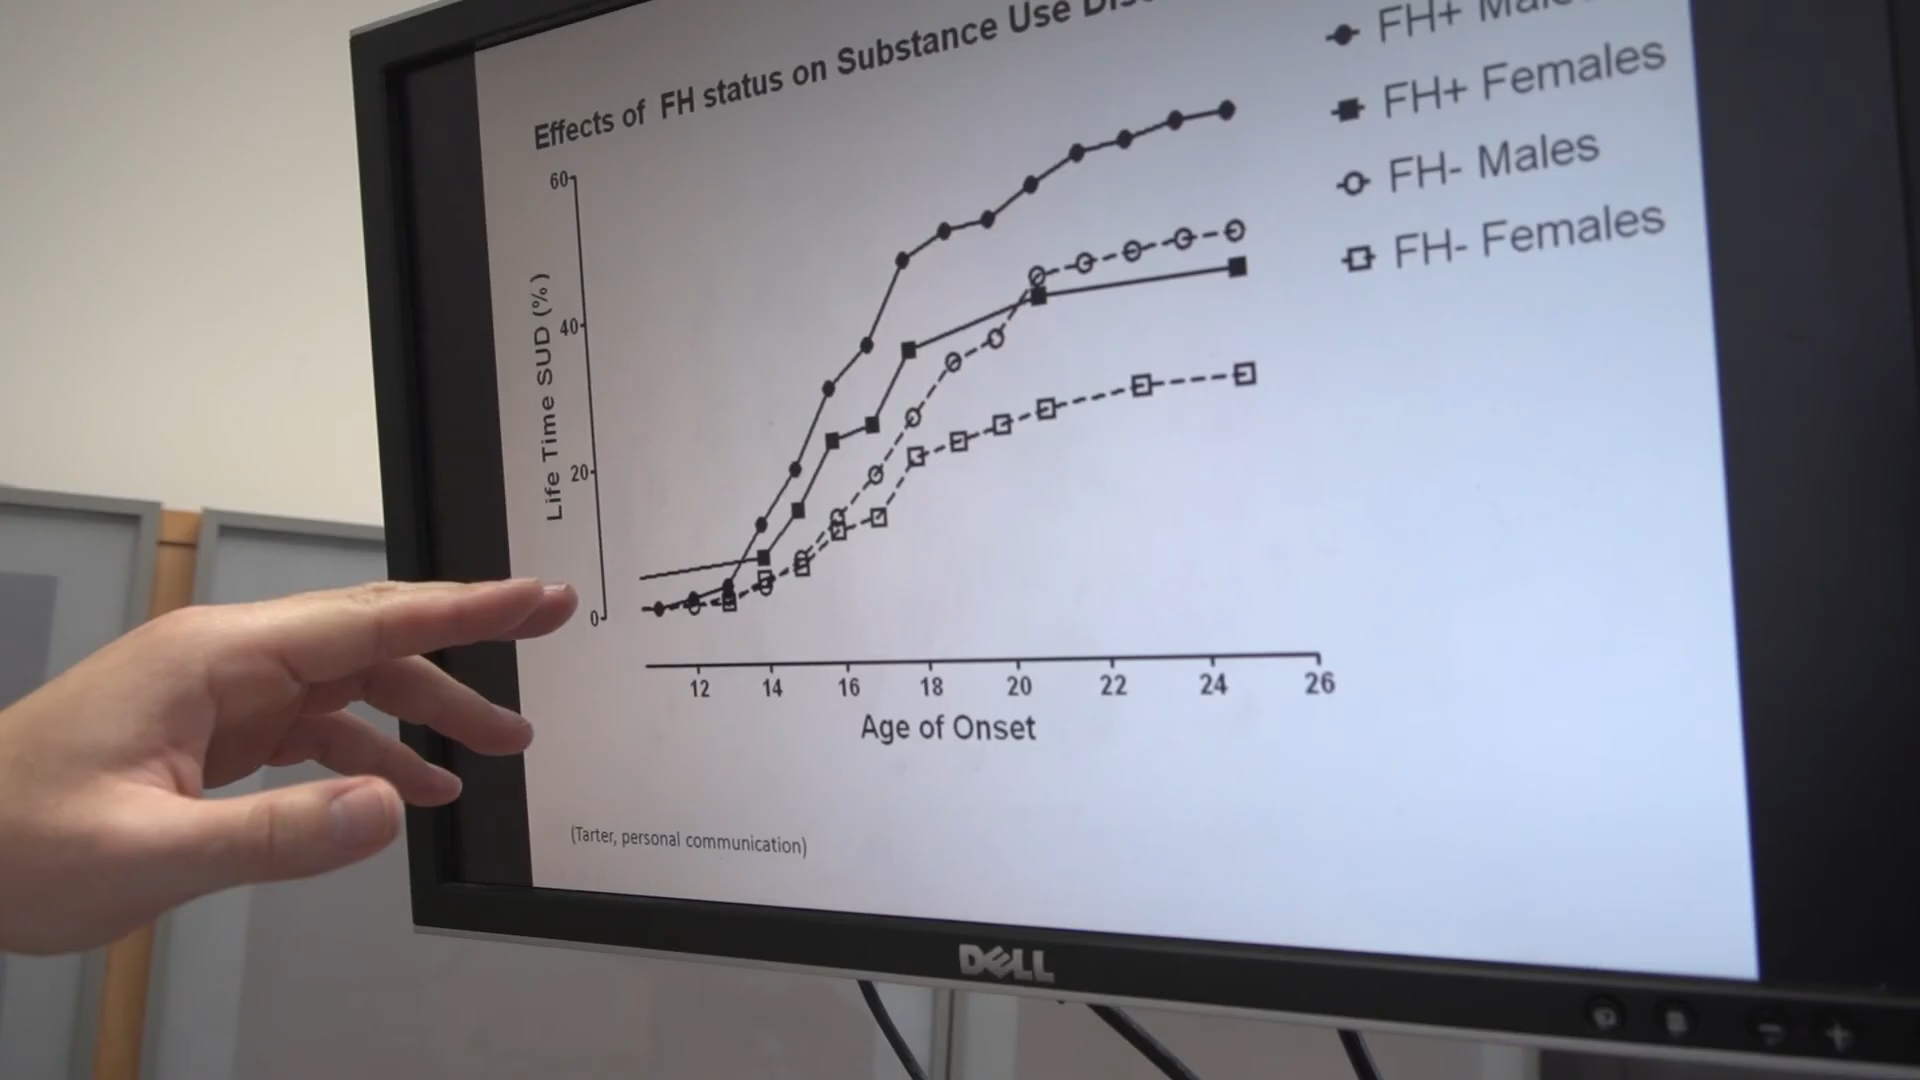 Effects of FH status on Substance Use
FH+
FH+ Females
FH- Males
FH- Females
60
40
20
0
Life Time SUD (%)
12 14 16 18 20 22 24 26
Age of Onset
(Tarter, personal communication)
DELL